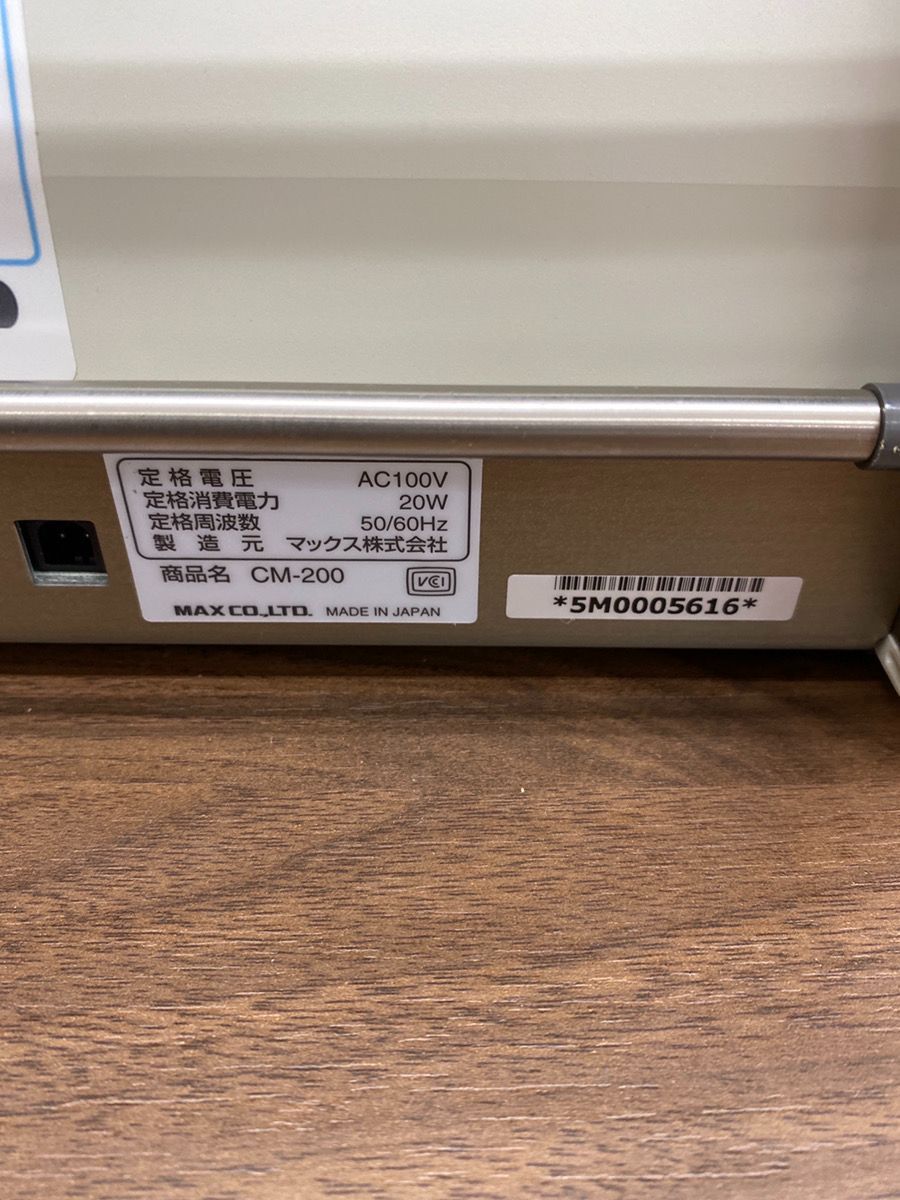 定格電圧 AC100V
定格消費電力 20W
定格周波数 50/60Hz
製造元 マックス株式会社
商品名 CM-200 VCI
MAX CO.,LTD. MADE IN JAPAN
*5M0005616*